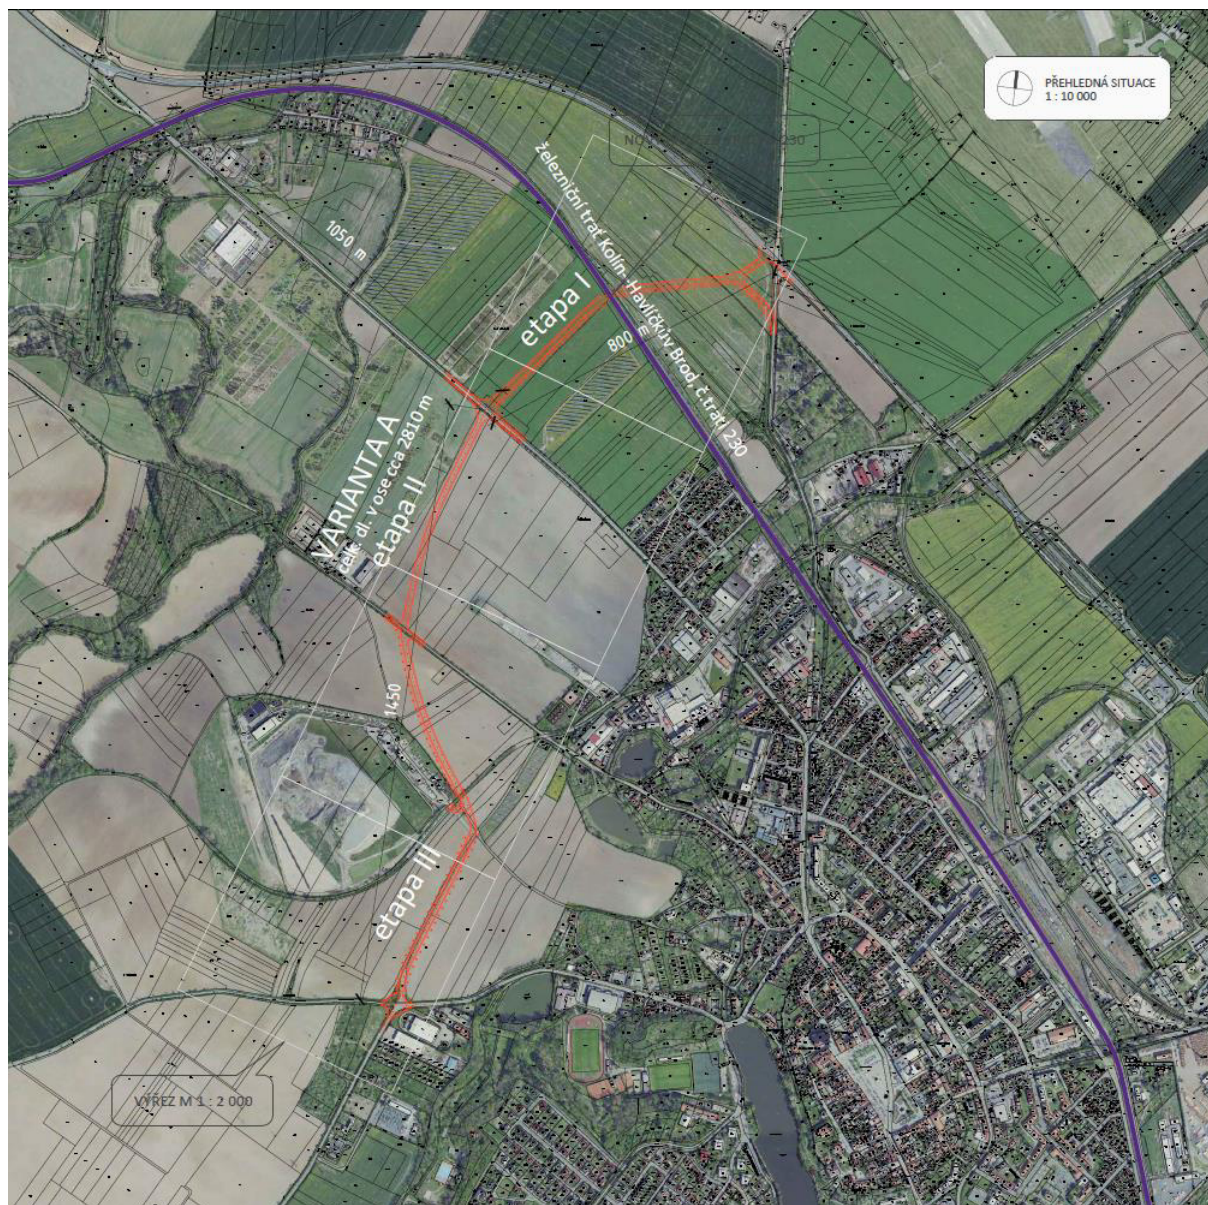 PŘEHLEDNÁ SITUACE
1 : 10 000
železniční trať Kolín - Havlíčkův Brod, č.trati 230
1050 m
etapa I
800 m
VARIANTA A
celk. dl. v ose cca 2810 m
etapa II
1450
etapa III
VÝŘEZ M 1 : 2 000